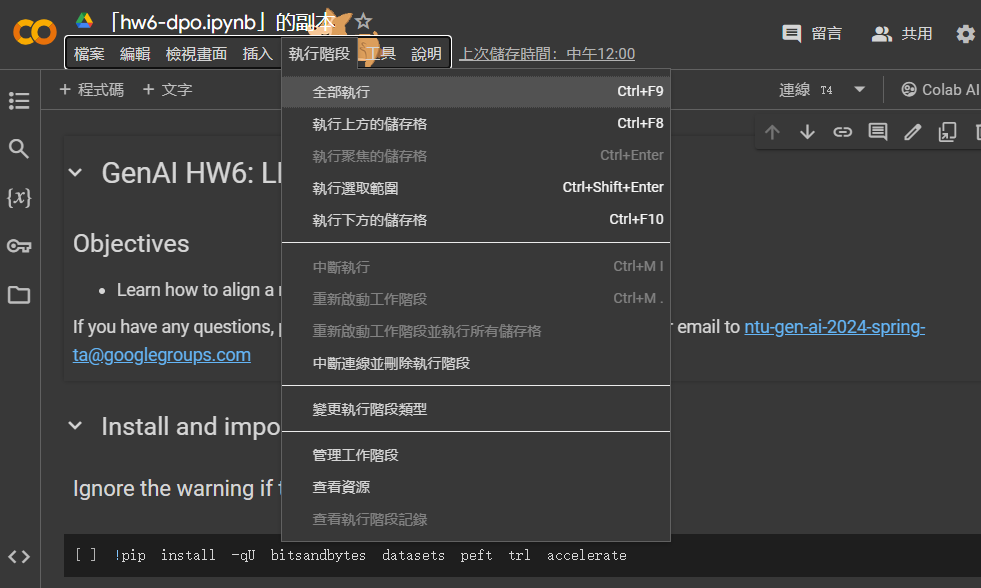 「hw6-dpo.ipynb」的副本
檔案 編輯 檢視畫面 插入 執行階段 工具 說明 上次儲存時間：中午12:00
留言 共用
+ 程式碼 + 文字
連線 T4 Colab AI
全部執行 Ctrl+F9
執行上方的儲存格 Ctrl+F8
執行聚焦的儲存格 Ctrl+Enter
執行選取範圍 Ctrl+Shift+Enter
執行下方的儲存格 Ctrl+F10
中斷執行 Ctrl+M I
重新啟動工作階段 Ctrl+M .
重新啟動工作階段並執行所有儲存格
中斷連線並刪除執行階段
變更執行階段類型
管理工作階段
查看資源
查看執行階段記錄
GenAI HW6: L
Objectives
• Learn how to align a
If you have any questions, email to ntu-gen-ai-2024-spring-
ta@googlegroups.com
Install and impo
Ignore the warning if
[ ] !pip install -qU bitsandbytes datasets peft trl accelerate